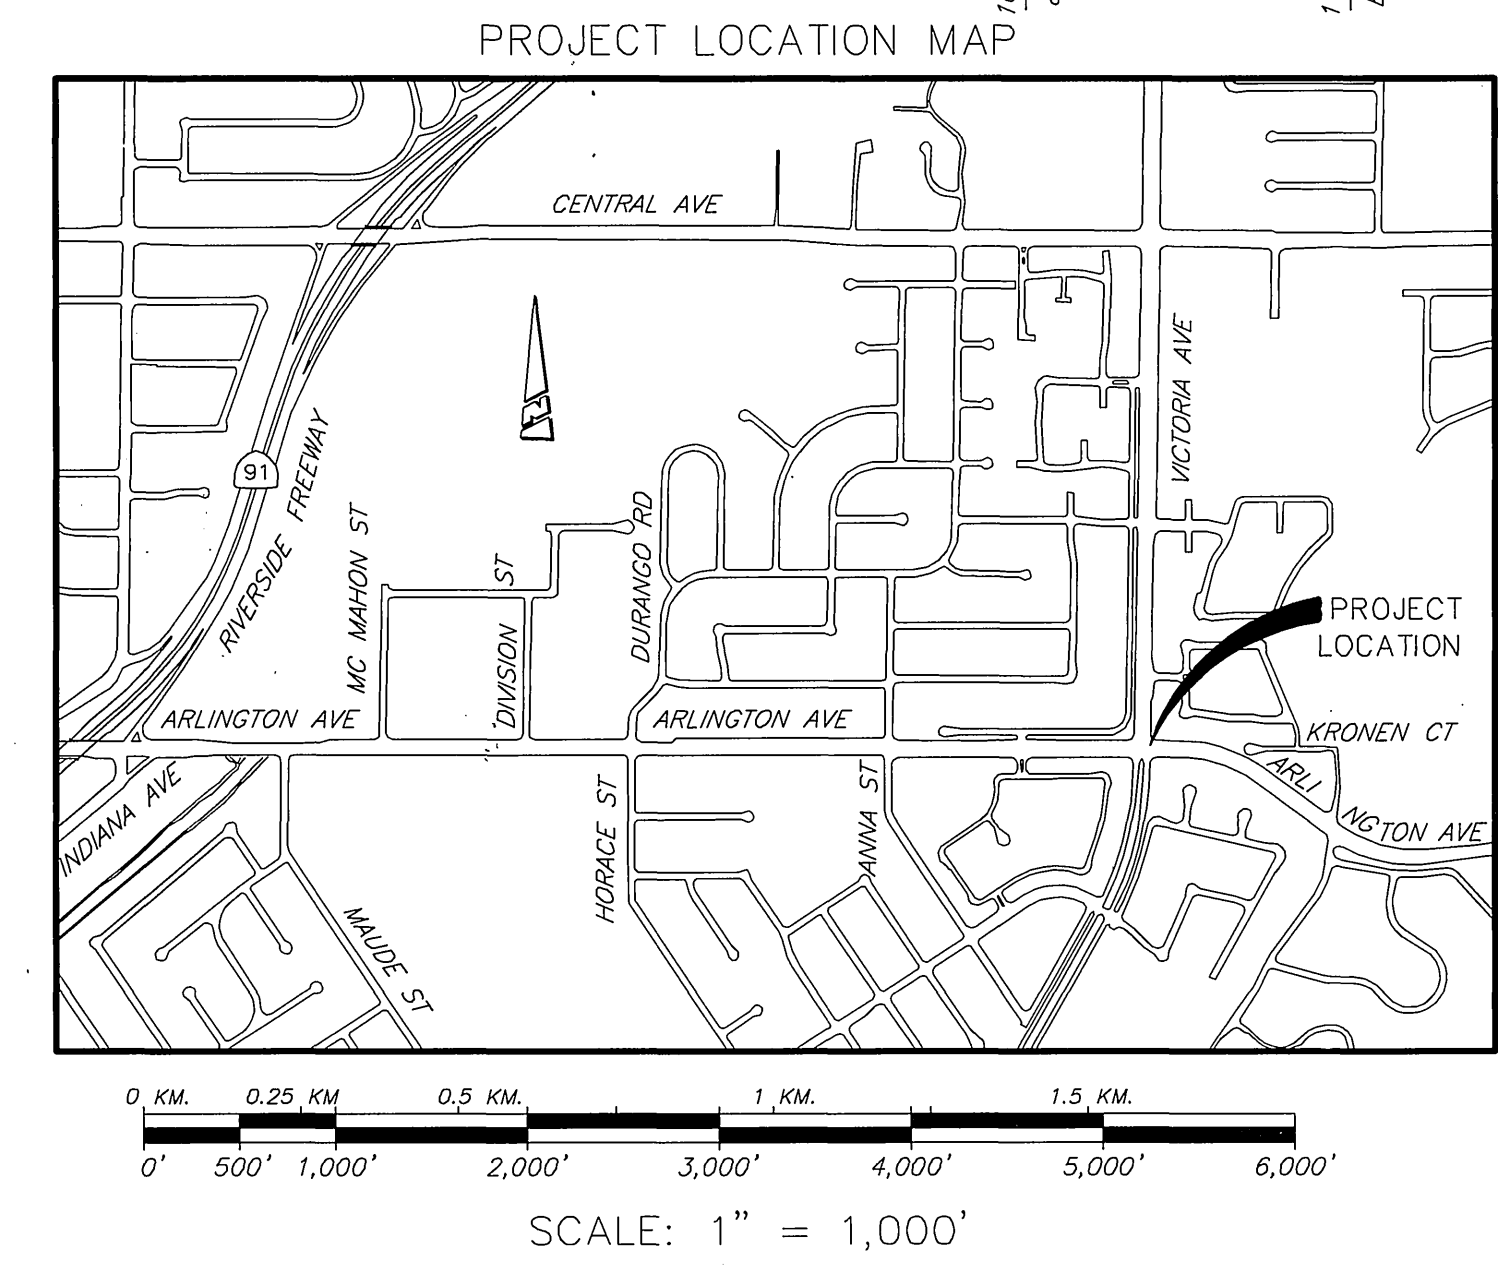 PROJECT LOCATION MAP
CENTRAL AVE
VICTORIA AVE
91
RIVERSIDE FREEWAY
MC MAHON ST
DIVISION ST
DURANGO RD
PROJECT
LOCATION
ARLINGTON AVE
ARLINGTON AVE
KRONEN CT
ARLINGTON AVE
INDIANA AVE
HORACE ST
ANNA ST
MAUDE ST
0 KM. 0.25 KM 0.5 KM. 1 KM. 1.5 KM.
0' 500' 1,000' 2,000' 3,000' 4,000' 5,000' 6,000'
SCALE: 1" = 1,000'